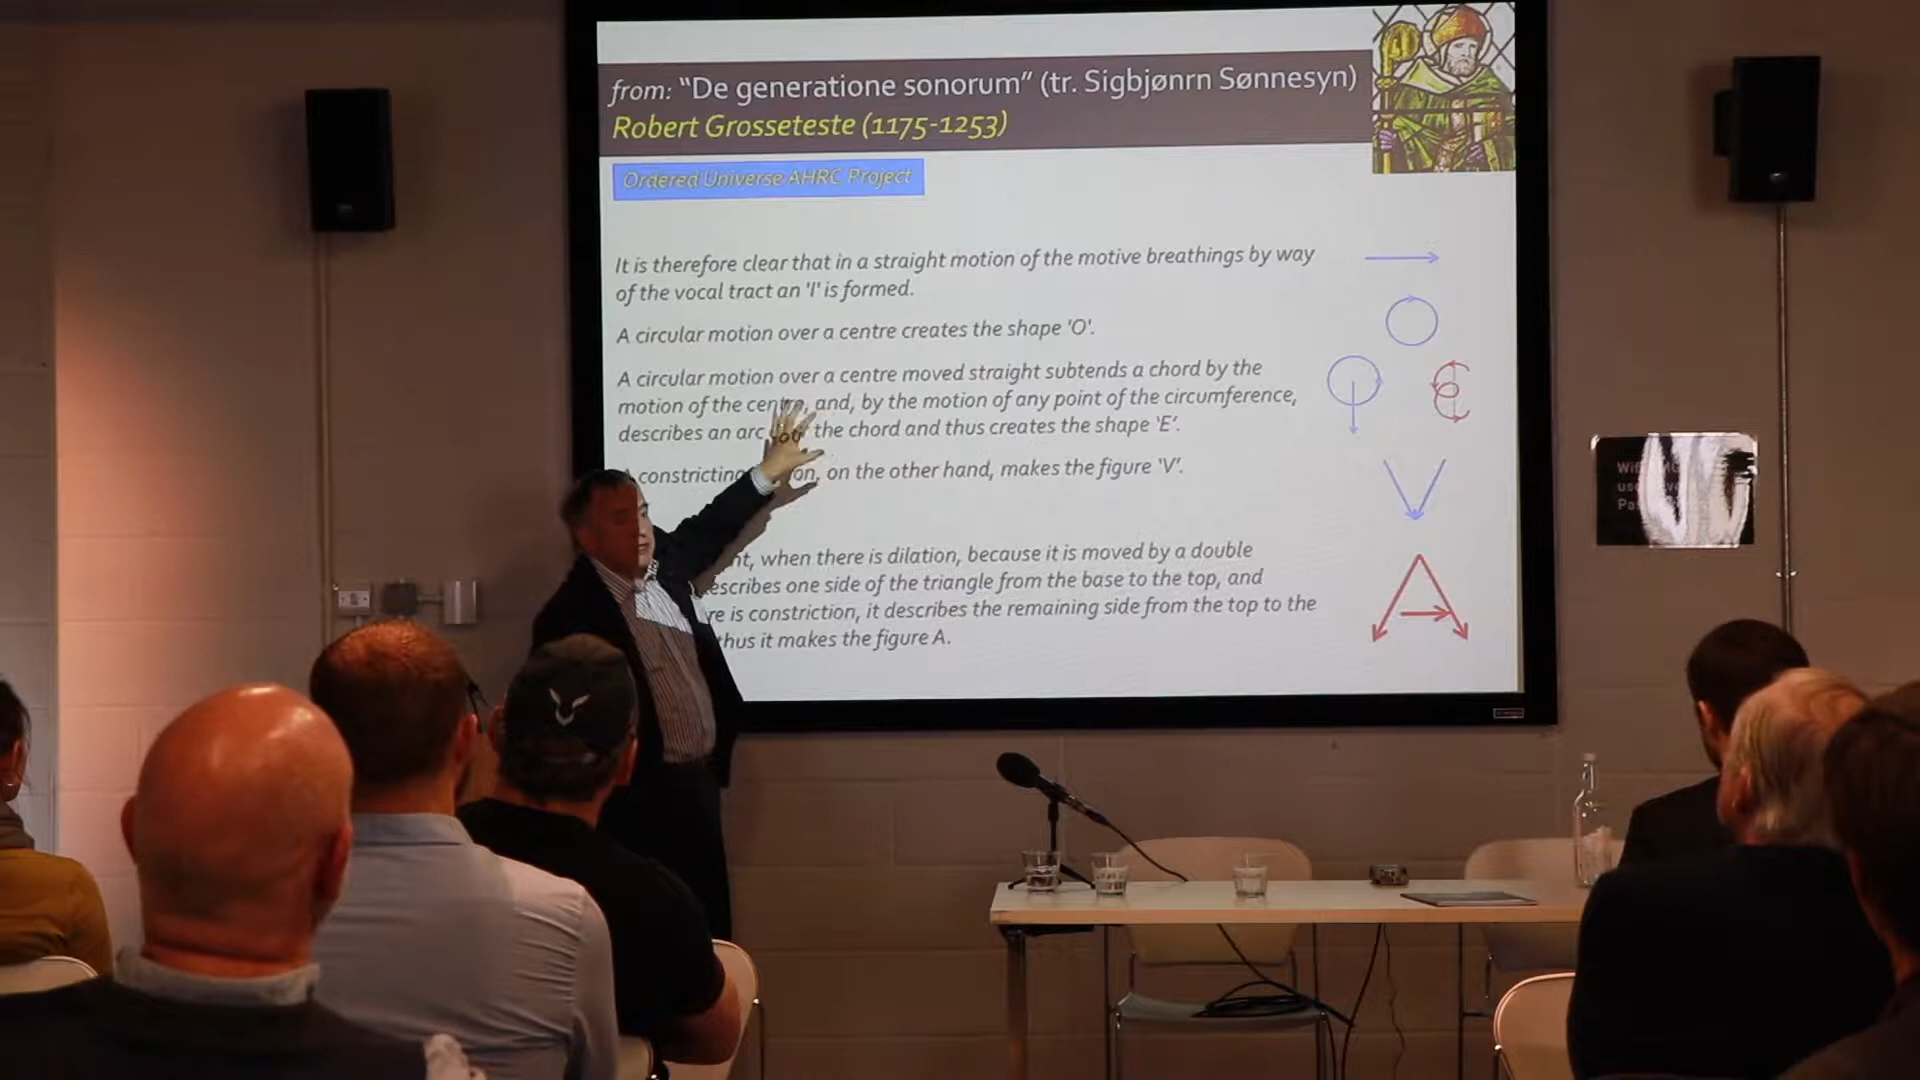 from: “De generatione sonorum” (tr. Sigbjønrn Sønnesyn)
Robert Grosseteste (1175-1253)
Ordered Universe AHRC Project
It is therefore clear that in a straight motion of the motive breathings by way
of the vocal tract an 'I' is formed.
A circular motion over a centre creates the shape 'O'.
A circular motion over a centre moved straight subtends a chord by the
motion of the centre, and, by the motion of any point of the circumference,
describes an arc the chord and thus creates the shape 'E'.
constricting on, on the other hand, makes the figure 'V'.
when there is dilation, because it is moved by a double
describes one side of the triangle from the base to the top, and
is constriction, it describes the remaining side from the top to the
thus it makes the figure A.